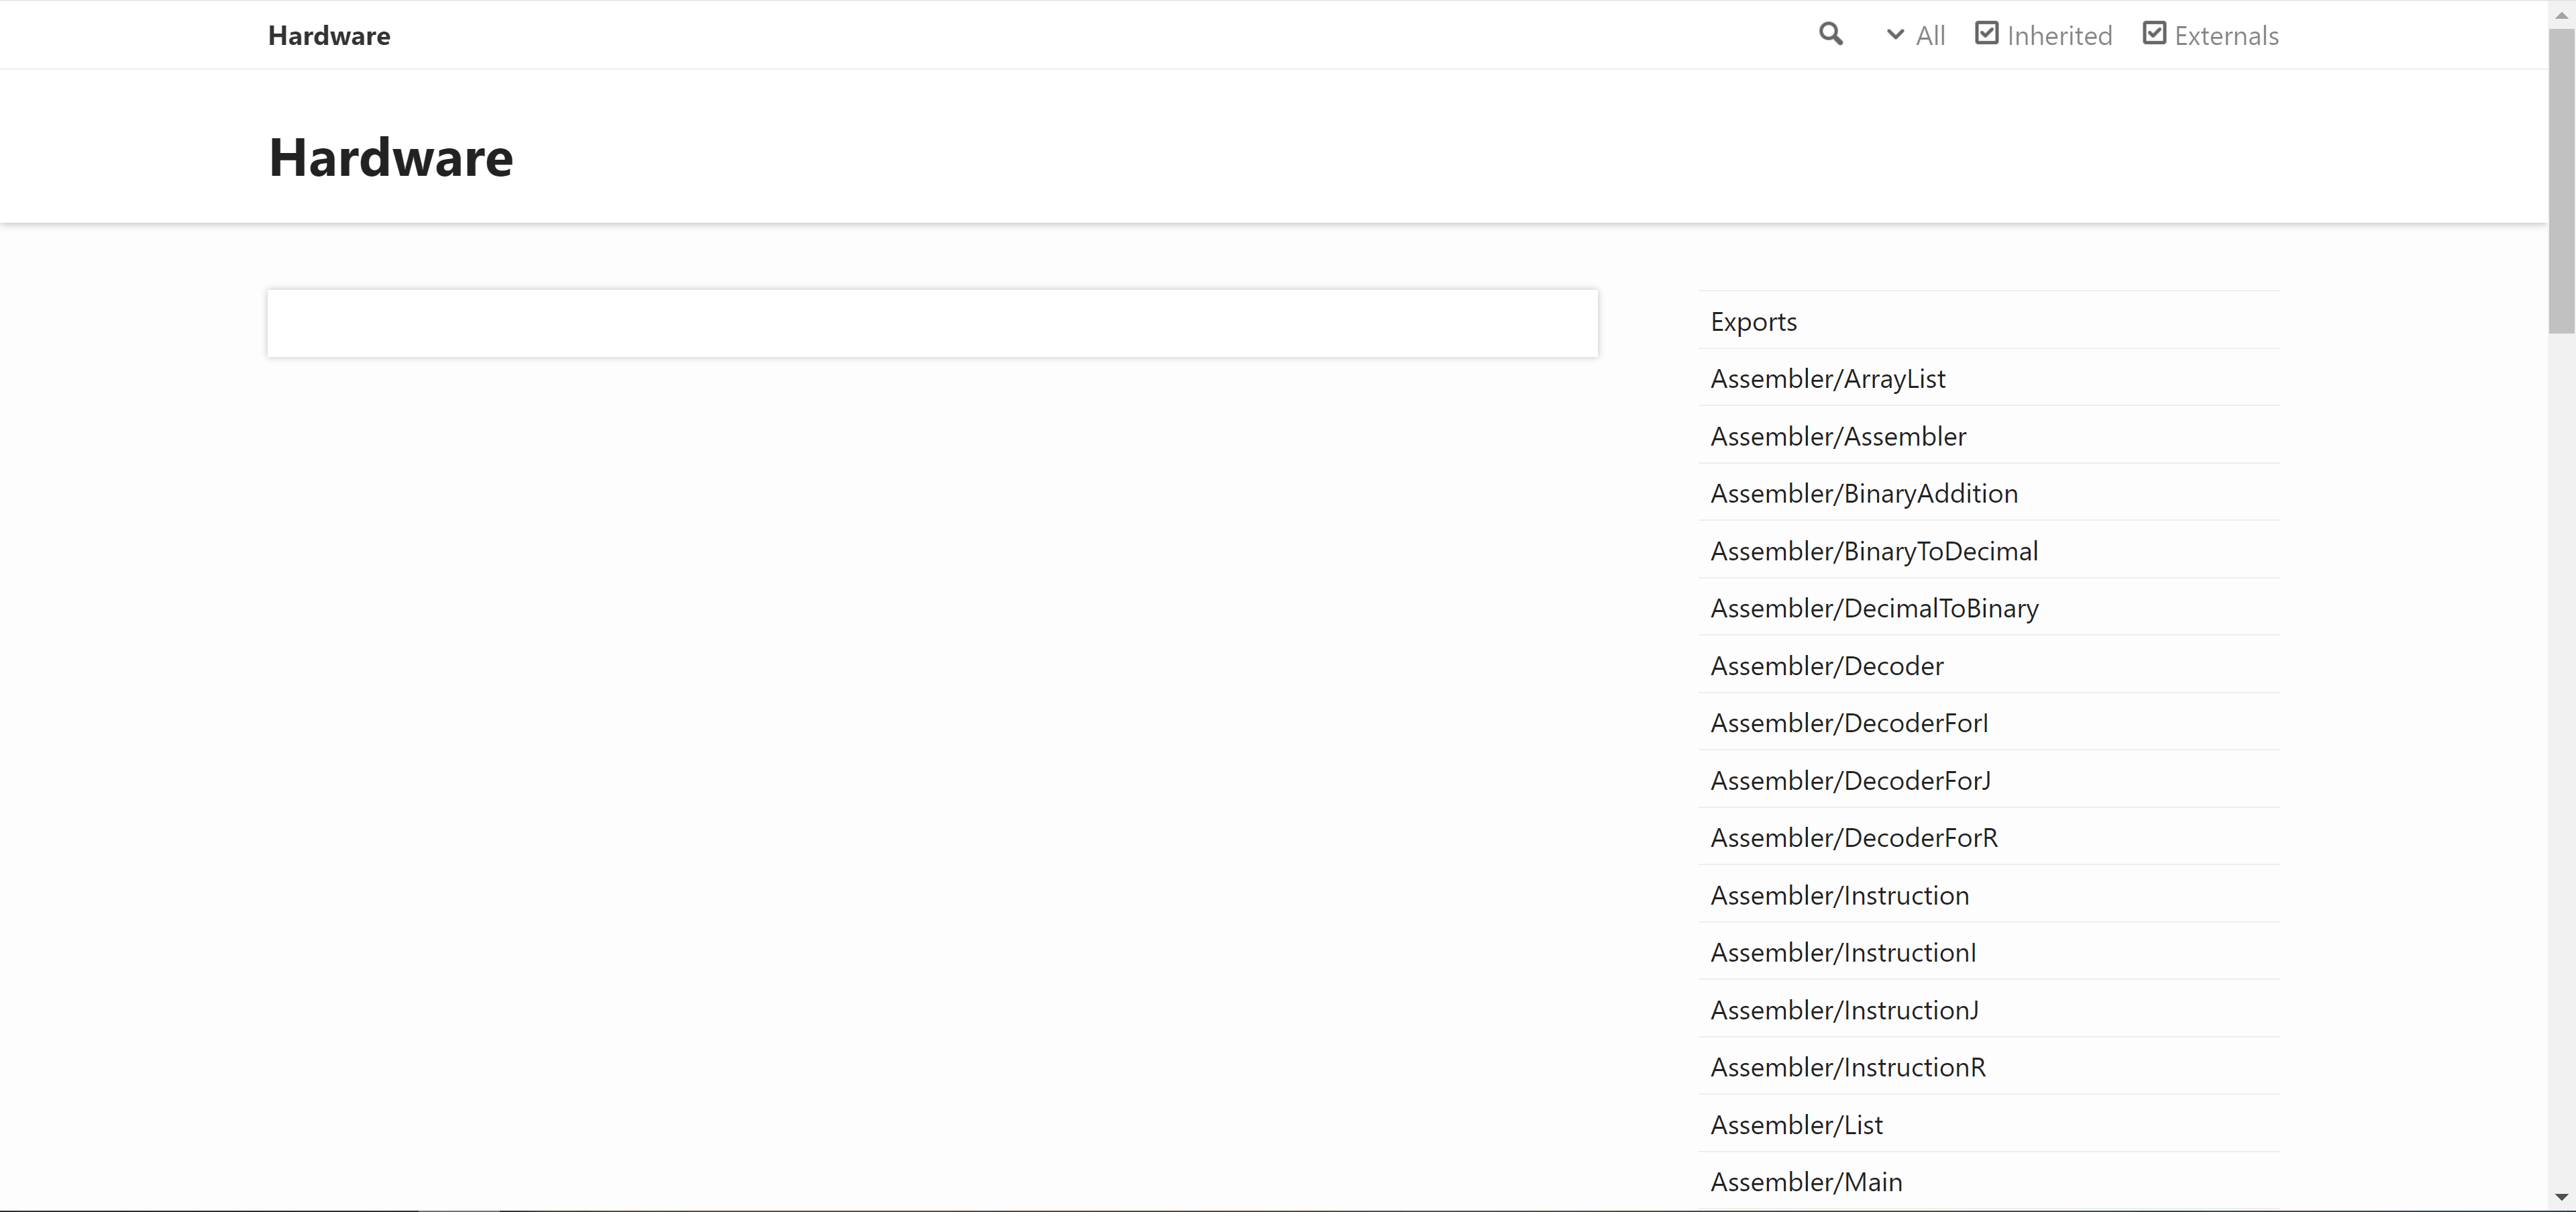 Hardware
All Inherited Externals
Hardware
Exports
Assembler/ArrayList
Assembler/Assembler
Assembler/BinaryAddition
Assembler/BinaryToDecimal
Assembler/DecimalToBinary
Assembler/Decoder
Assembler/DecoderForI
Assembler/DecoderForJ
Assembler/DecoderForR
Assembler/Instruction
Assembler/InstructionI
Assembler/InstructionJ
Assembler/InstructionR
Assembler/List
Assembler/Main